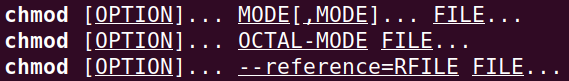 chmod [OPTION]... MODE[,MODE]... FILE...
chmod [OPTION]... OCTAL-MODE FILE...
chmod [OPTION]... --reference=RFILE FILE...